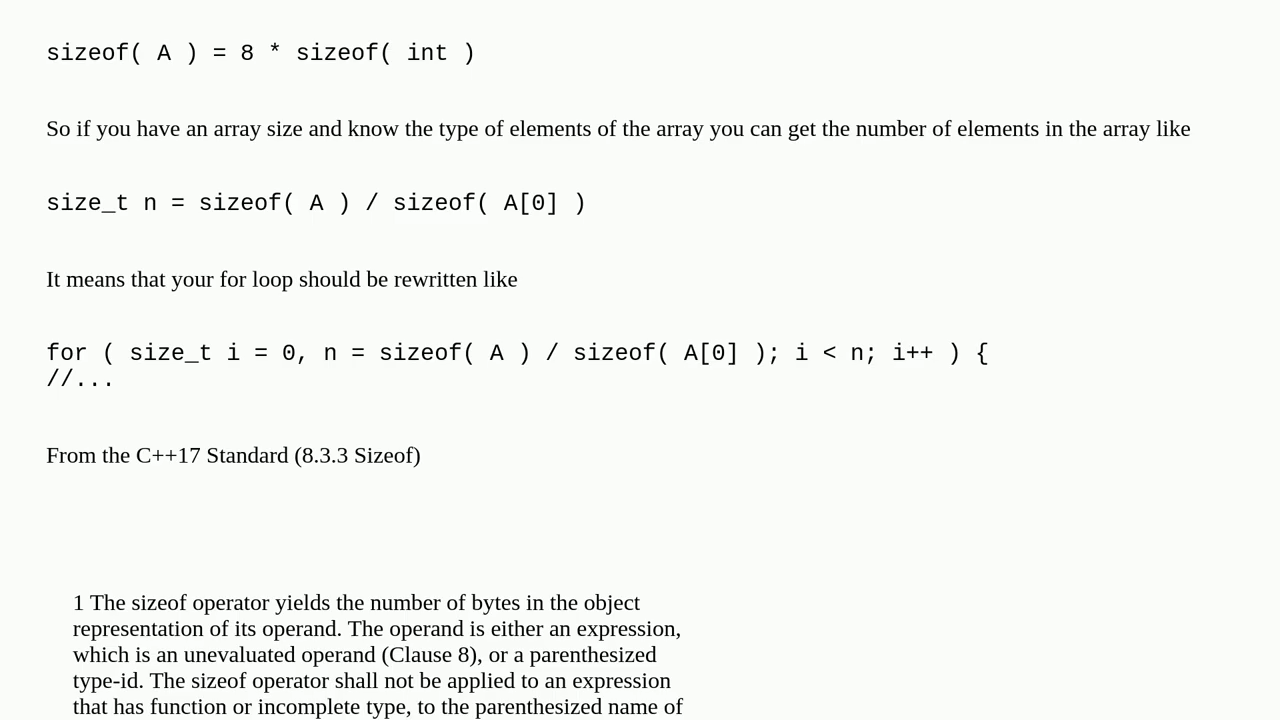 sizeof( A ) = 8 * sizeof( int )
So if you have an array size and know the type of elements of the array you can get the number of elements in the array like
size_t n = sizeof( A ) / sizeof( A[0] )
It means that your for loop should be rewritten like
for ( size_t i = 0, n = sizeof( A ) / sizeof( A[0] ); i < n; i++ ) {
//...
From the C++17 Standard (8.3.3 Sizeof)
1 The sizeof operator yields the number of bytes in the object
representation of its operand. The operand is either an expression,
which is an unevaluated operand (Clause 8), or a parenthesized
type-id. The sizeof operator shall not be applied to an expression
that has function or incomplete type, to the parenthesized name of